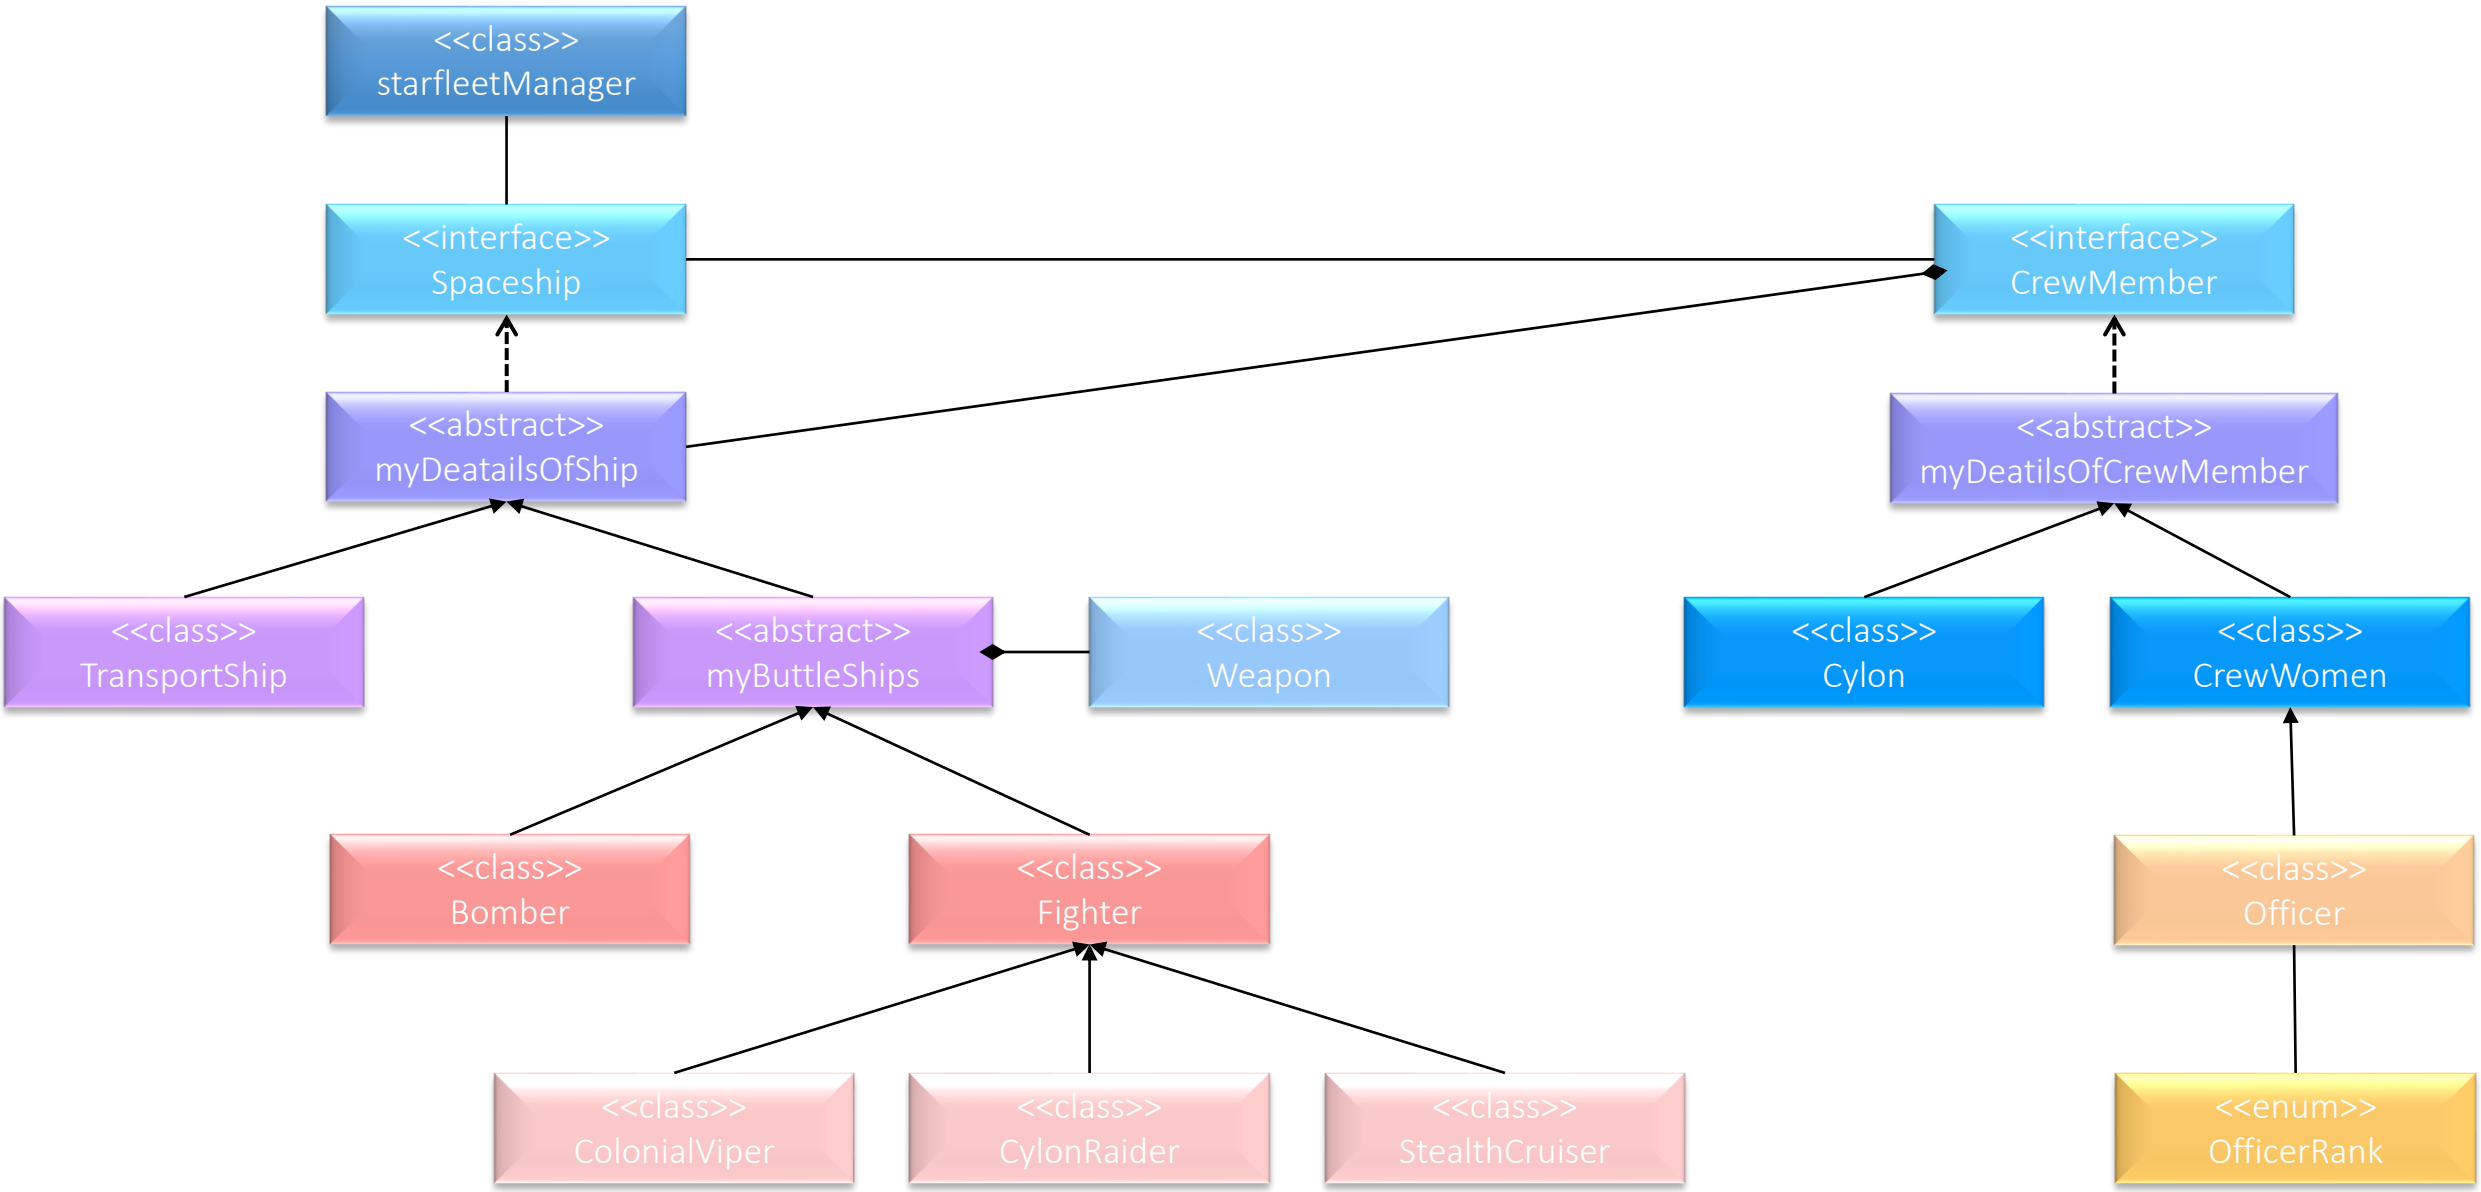 <<class>>
starfleetManager
<<interface>>
Spaceship
<<interface>>
CrewMember
<<abstract>>
myDeatailsOfShip
<<abstract>>
myDeatilsOfCrewMember
<<class>>
TransportShip
<<abstract>>
myButtleShips
<<class>>
Weapon
<<class>>
Cylon
<<class>>
CrewWomen
<<class>>
Bomber
<<class>>
Fighter
<<class>>
Officer
<<class>>
ColonialViper
<<class>>
CylonRaider
<<class>>
StealthCruiser
<<enum>>
OfficerRank